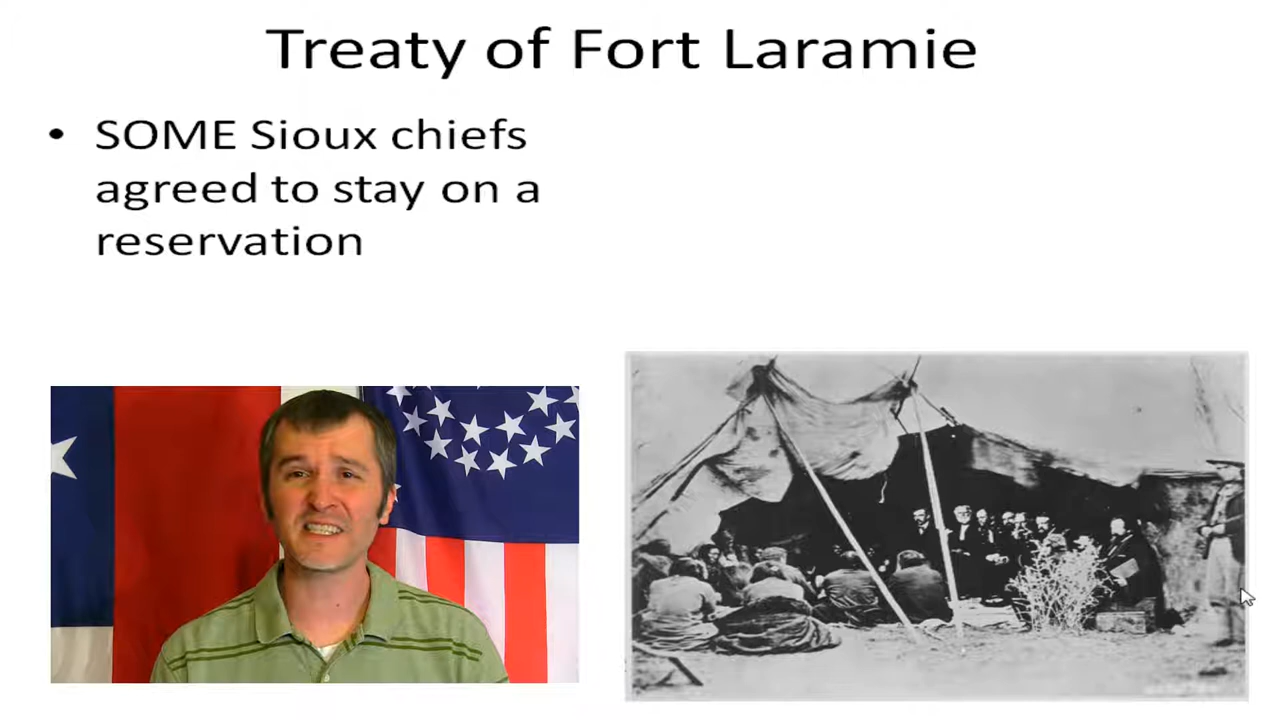 Treaty of Fort Laramie
• SOME Sioux chiefs
agreed to stay on a
reservation